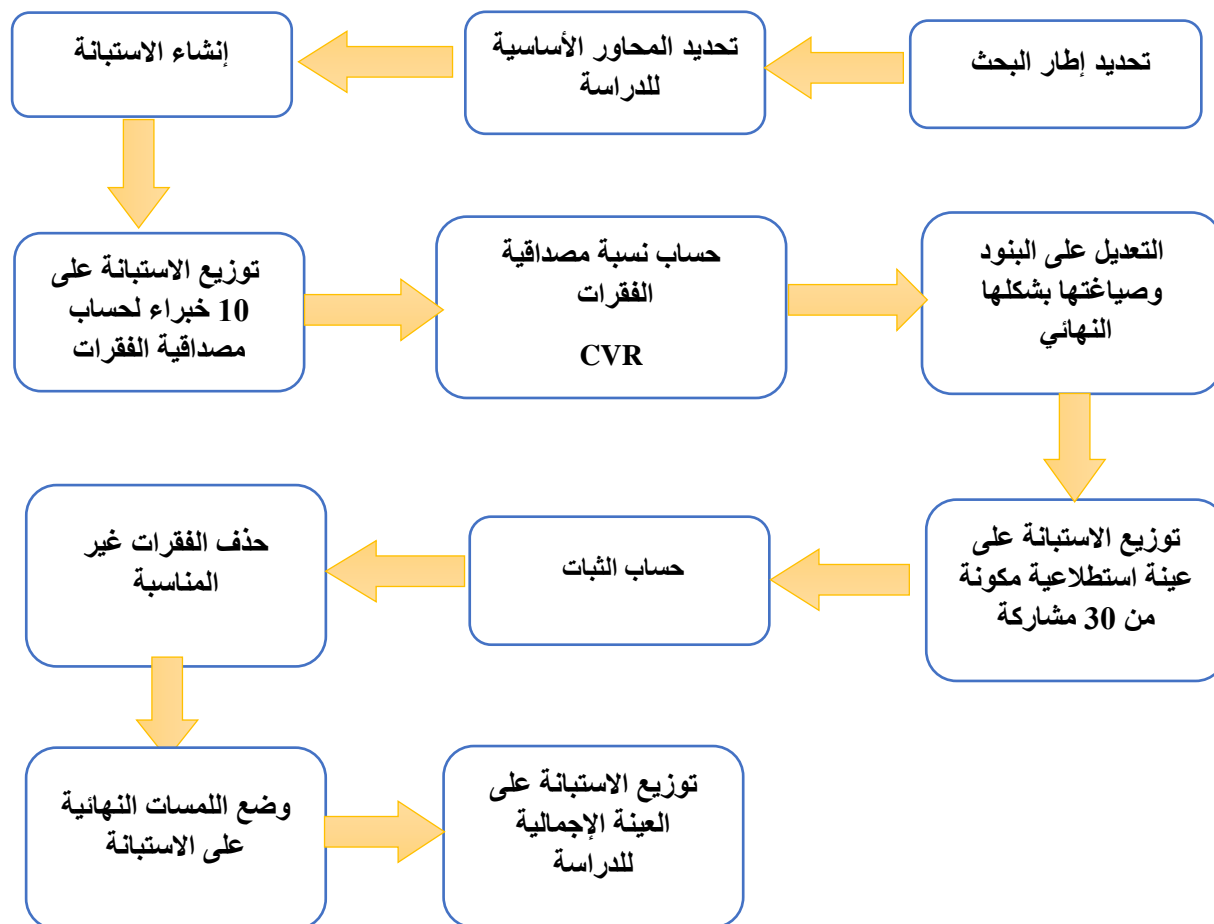 تحديد إطار البحث
تحديد المحاور الأساسية
للدراسة
إنشاء الاستبانة
توزيع الاستبانة على
10 خبراء لحساب
مصداقية الفقرات
حساب نسبة مصداقية
الفقرات
CVR
التعديل على البنود
وصياغتها بشكلها
النهائي
توزيع الاستبانة على
عينة استطلاعية مكونة
من 30 مشاركة
حساب الثبات
حذف الفقرات غير
المناسبة
وضع اللمسات النهائية
على الاستبانة
توزيع الاستبانة على
العينة الإجمالية
للدراسة